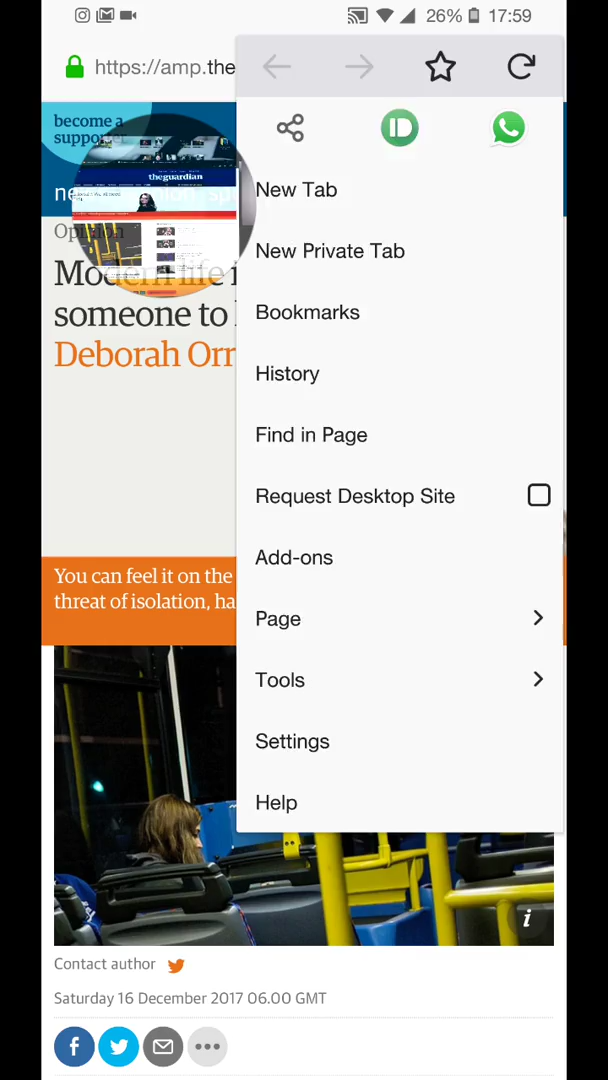 26% 17:59
https://amp.the
become a
supporter
theguardian
New Tab
Opinion
New Private Tab
Modern life i
someone to
Bookmarks
Deborah Orr
History
Find in Page
Request Desktop Site
Add-ons
You can feel it on the
threat of isolation, ha
Page
Tools
Settings
Help
Contact author
Saturday 16 December 2017 06.00 GMT